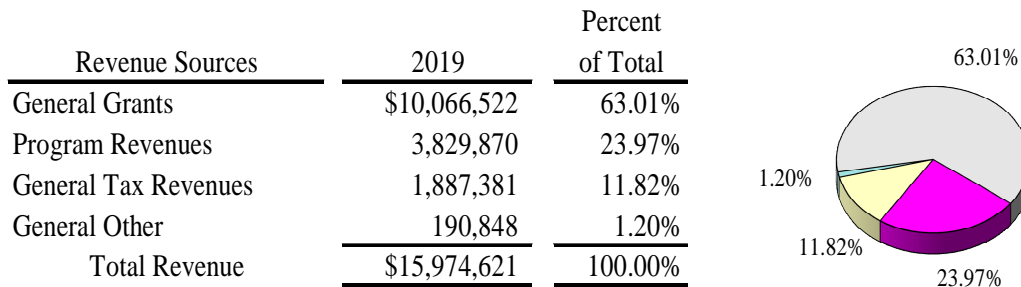 Percent
Revenue Sources 2019 of Total
General Grants $10,066,522 63.01%
Program Revenues 3,829,870 23.97%
General Tax Revenues 1,887,381 11.82%
General Other 190,848 1.20%
Total Revenue $15,974,621 100.00%
63.01%
1.20%
11.82%
23.97%